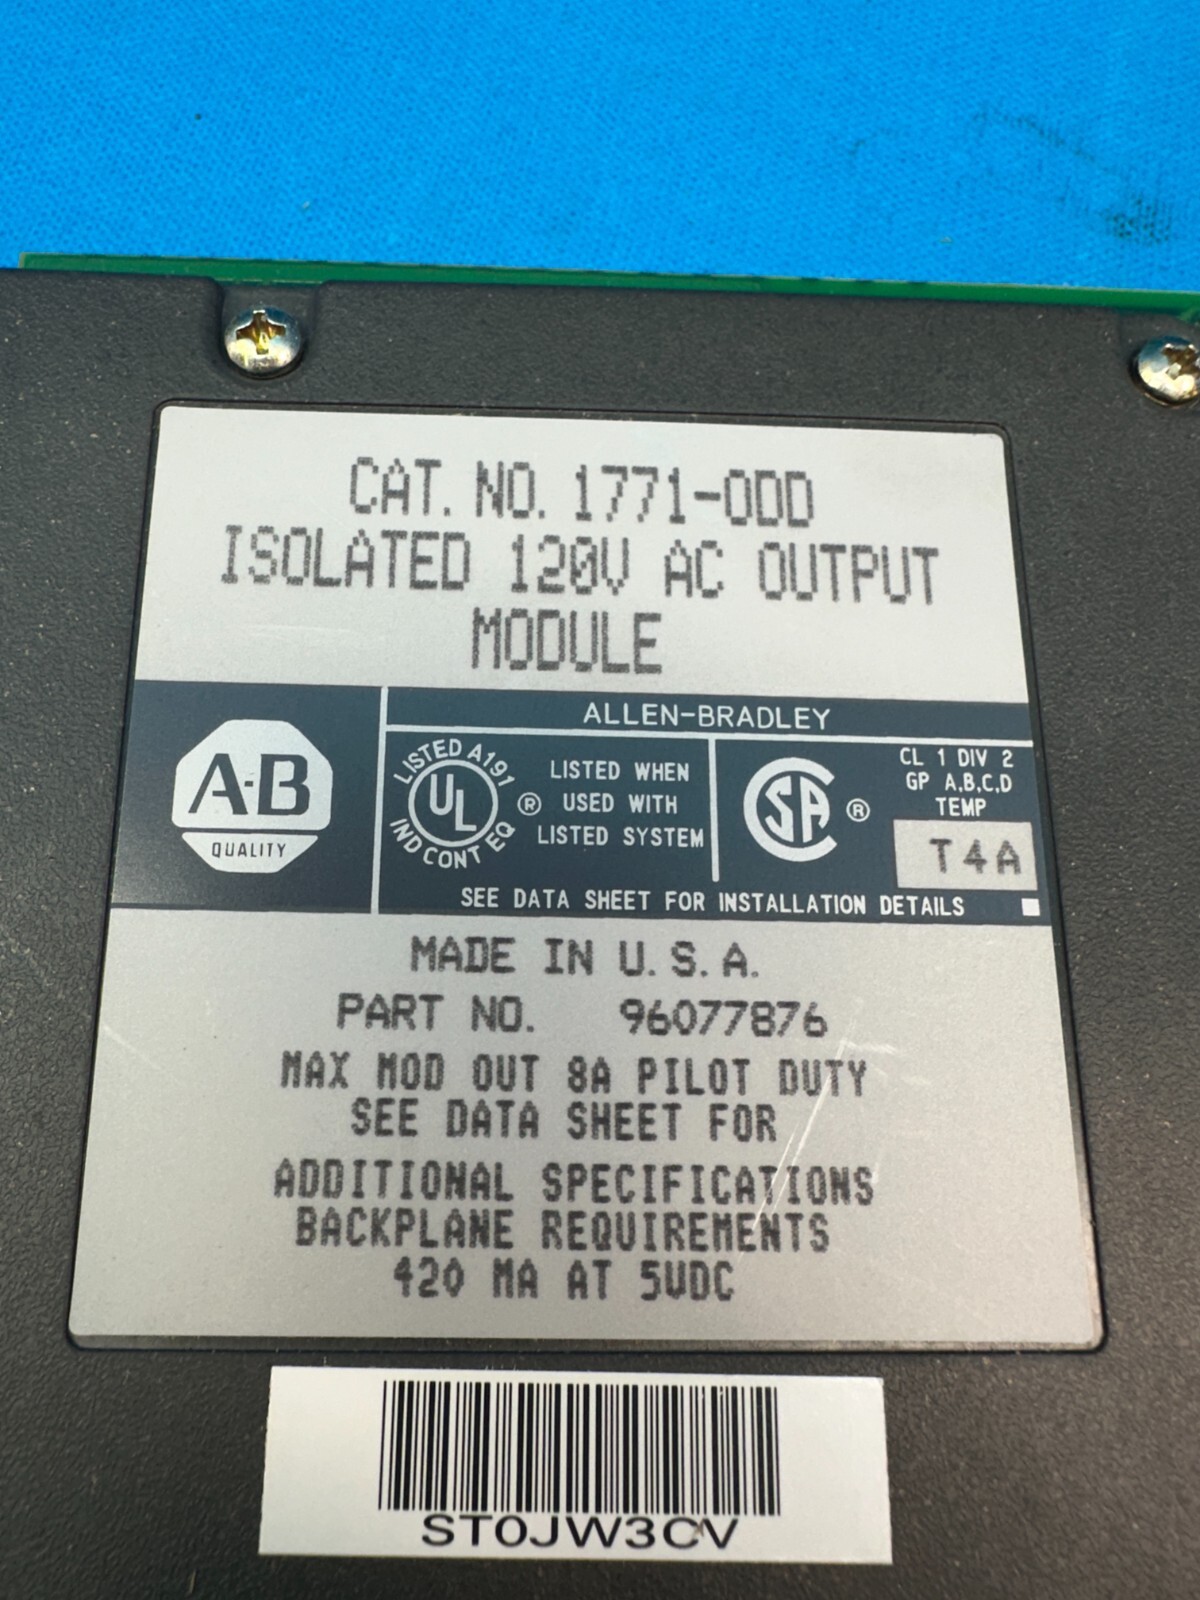 CAT. NO. 1771-ODD
ISOLATED 120V AC OUTPUT
MODULE
ALLEN-BRADLEY
A-B
QUALITY
LISTED A191
UL ®
IND CONT EQ
LISTED WHEN
USED WITH
LISTED SYSTEM
CSA ®
CL 1 DIV 2
GP A,B,C,D
TEMP
T4A
SEE DATA SHEET FOR INSTALLATION DETAILS
MADE IN U.S.A.
PART NO. 96077876
MAX MOD OUT 8A PILOT DUTY
SEE DATA SHEET FOR
ADDITIONAL SPECIFICATIONS
BACKPLANE REQUIREMENTS
420 MA AT 5VDC
ST0JW3CV